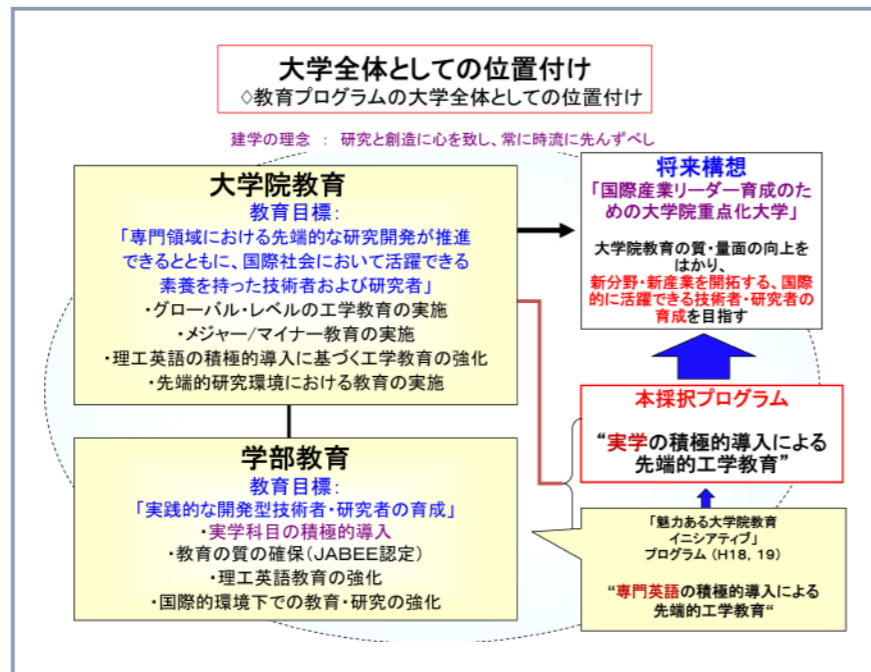 大学全体としての位置付け
◇教育プログラムの大学全体としての位置付け
建学の理念 ： 研究と創造に心を致し、常に時流に先んずべし
大学院教育
教育目標：
「専門領域における先端的な研究開発が推進
できるとともに、国際社会において活躍できる
素養を持った技術者および研究者」
・グローバル・レベルの工学教育の実施
・メジャー/マイナー教育の実施
・理工英語の積極的導入に基づく工学教育の強化
・先端的研究環境における教育の実施
学部教育
教育目標：
「実践的な開発型技術者・研究者の育成」
・実学科目の積極的導入
・教育の質の確保（JABEE認定）
・理工英語教育の強化
・国際的環境下での教育・研究の強化
将来構想
「国際産業リーダー育成のた
めの大学院重点化大学」
大学院教育の質・量面の向上を
はかり、
新分野・新産業を開拓する、国際
的に活躍できる技術者・研究者の
育成を目指す
本採択プログラム
“実学の積極的導入による
先端的工学教育”
「魅力ある大学院教育
イニシアティブ」
プログラム（H18，19）
“専門英語の積極的導入による
先端的工学教育“